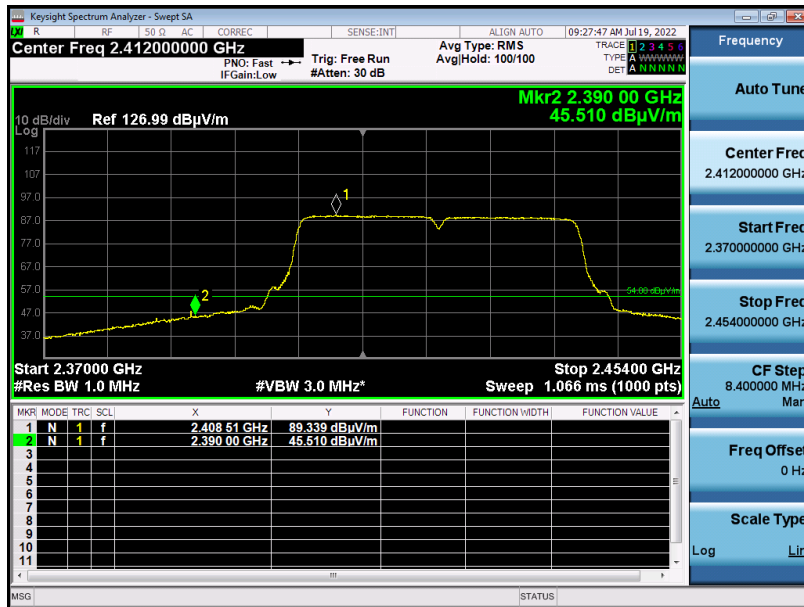 Keysight Spectrum Analyzer - Swept SA
LXI R RF 50 Ω AC CORREC SENSE:INT ALIGN AUTO 09:27:47 AM Jul 19, 2022
Center Freq 2.412000000 GHz
PNO: Fast
IFGain:Low
Trig: Free Run
#Atten: 30 dB
Avg Type: RMS
Avg|Hold: 100/100
TRACE 1 2 3 4 5 6
TYPE A WWWWW
DET A N N N N N
Mkr2 2.390 00 GHz
45.510 dBµV/m
10 dB/div Ref 126.99 dBµV/m
Log
117
107
97.0
87.0
77.0
67.0
57.0
47.0
37.0
1
2
54.00 dBµV/m
Start 2.37000 GHz Stop 2.45400 GHz
#Res BW 1.0 MHz #VBW 3.0 MHz* Sweep 1.066 ms (1000 pts)
MKR MODE TRC SCL X Y FUNCTION FUNCTION WIDTH FUNCTION VALUE
1 N 1 f 2.408 51 GHz 89.339 dBµV/m
2 N 1 f 2.390 00 GHz 45.510 dBµV/m
3
4
5
6
7
8
9
10
11
MSG STATUS
Frequency
Auto Tune
Center Freq
2.412000000 GHz
Start Freq
2.370000000 GHz
Stop Freq
2.454000000 GHz
CF Step
8.400000 MHz
Auto Man
Freq Offset
0 Hz
Scale Type
Log Lin